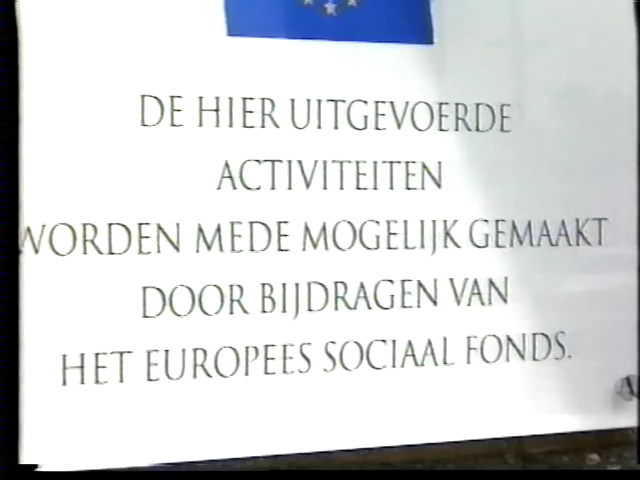 DE HIER UITGEVOERDE
ACTIVITEITEN
WORDEN MEDE MOGELIJK GEMAAKT
DOOR BIJDRAGEN VAN
HET EUROPEES SOCIAAL FONDS.